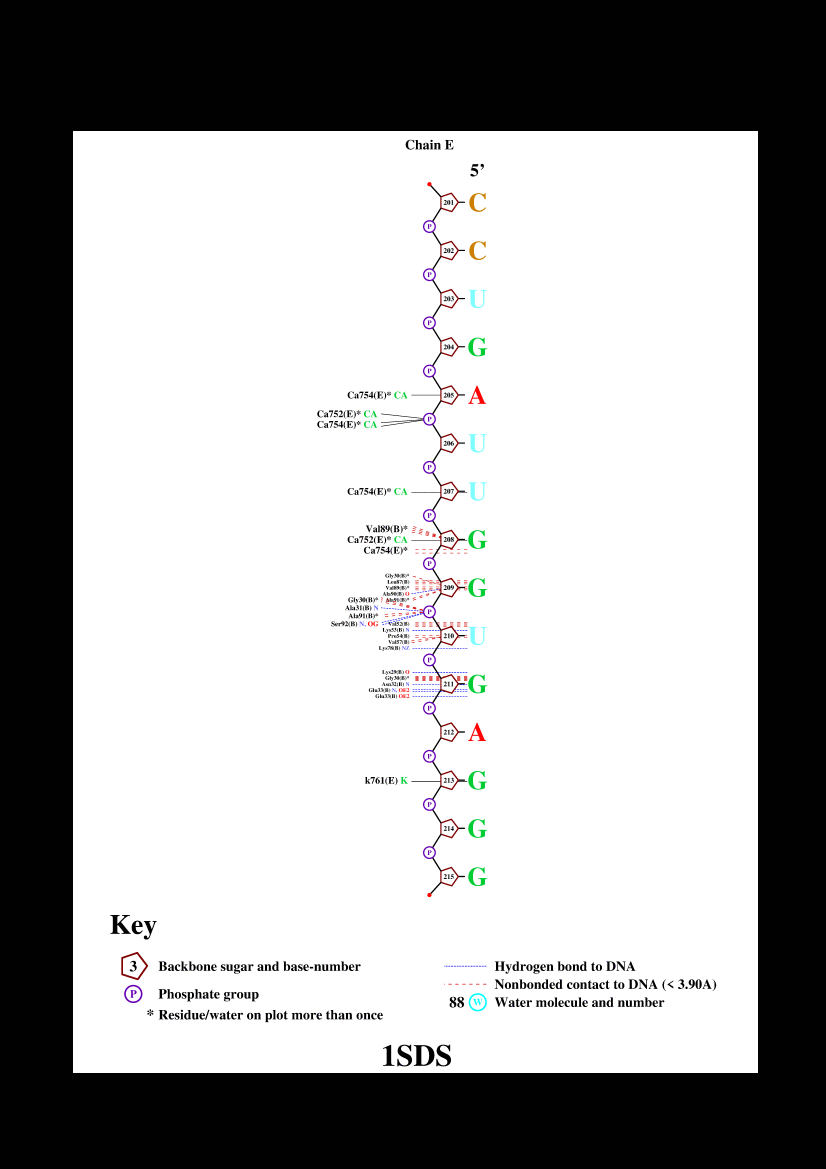 Chain E
5’
201 C
P
202 C
P
203 U
P
204 G
P
Ca754(E)* CA 205 A
Ca752(E)* CA
P
Ca754(E)* CA
206 U
P
Ca754(E)* CA 207 U
P
Val89(B)*
Ca752(E)* CA 208 G
Ca754(E)*
P
Gly30(B)*
Leu87(B)
Val89(B)* 209 G
Ala90(B) O
Gly30(B)* Ala91(B)*
Ala31(B) N P
Ala91(B)*
Ser92(B) N, OG Val52(B)
Lys53(B) N
Pro54(B) 210 U
Val57(B)
Lys78(B) NZ
P
Lys29(B) O
Gly30(B)*
Asn32(B) N 211 G
Glu33(B) N, OE2
Glu33(B) OE2
P
212 A
P
k761(E) K 213 G
P
214 G
P
215 G
Key
3 Backbone sugar and base-number
P Phosphate group
* Residue/water on plot more than once
Hydrogen bond to DNA
Nonbonded contact to DNA (< 3.90A)
88 W Water molecule and number
1SDS